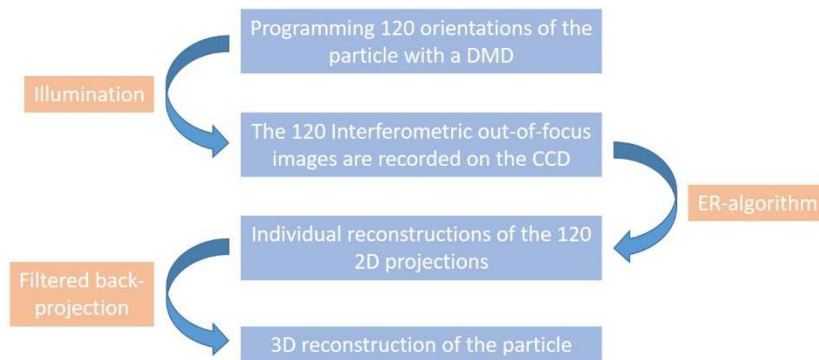 Programming 120 orientations of the
particle with a DMD
Illumination
The 120 Interferometric out-of-focus
images are recorded on the CCD
ER-algorithm
Individual reconstructions of the 120
2D projections
Filtered back-
projection
3D reconstruction of the particle